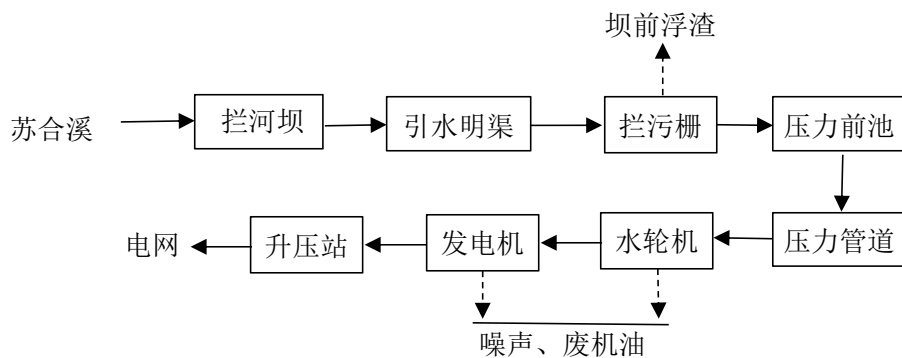 坝前浮渣
苏合溪
拦河坝
引水明渠
拦污栅
压力前池
电网
升压站
发电机
水轮机
压力管道
噪声、废机油